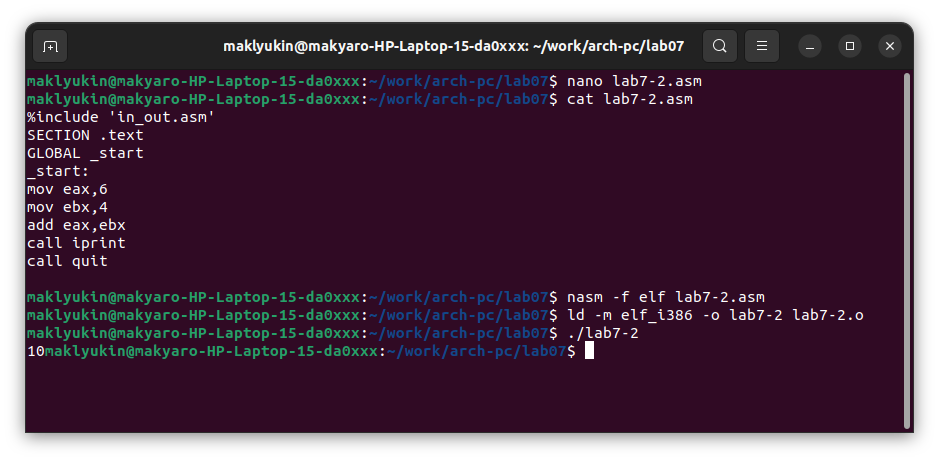 maklyukin@makyaro-HP-Laptop-15-da0xxx: ~/work/arch-pc/lab07
maklyukin@makyaro-HP-Laptop-15-da0xxx:~/work/arch-pc/lab07$ nano lab7-2.asm
maklyukin@makyaro-HP-Laptop-15-da0xxx:~/work/arch-pc/lab07$ cat lab7-2.asm
%include 'in_out.asm'
SECTION .text
GLOBAL _start
_start:
mov eax,6
mov ebx,4
add eax,ebx
call iprint
call quit

maklyukin@makyaro-HP-Laptop-15-da0xxx:~/work/arch-pc/lab07$ nasm -f elf lab7-2.asm
maklyukin@makyaro-HP-Laptop-15-da0xxx:~/work/arch-pc/lab07$ ld -m elf_i386 -o lab7-2 lab7-2.o
maklyukin@makyaro-HP-Laptop-15-da0xxx:~/work/arch-pc/lab07$ ./lab7-2
10maklyukin@makyaro-HP-Laptop-15-da0xxx:~/work/arch-pc/lab07$